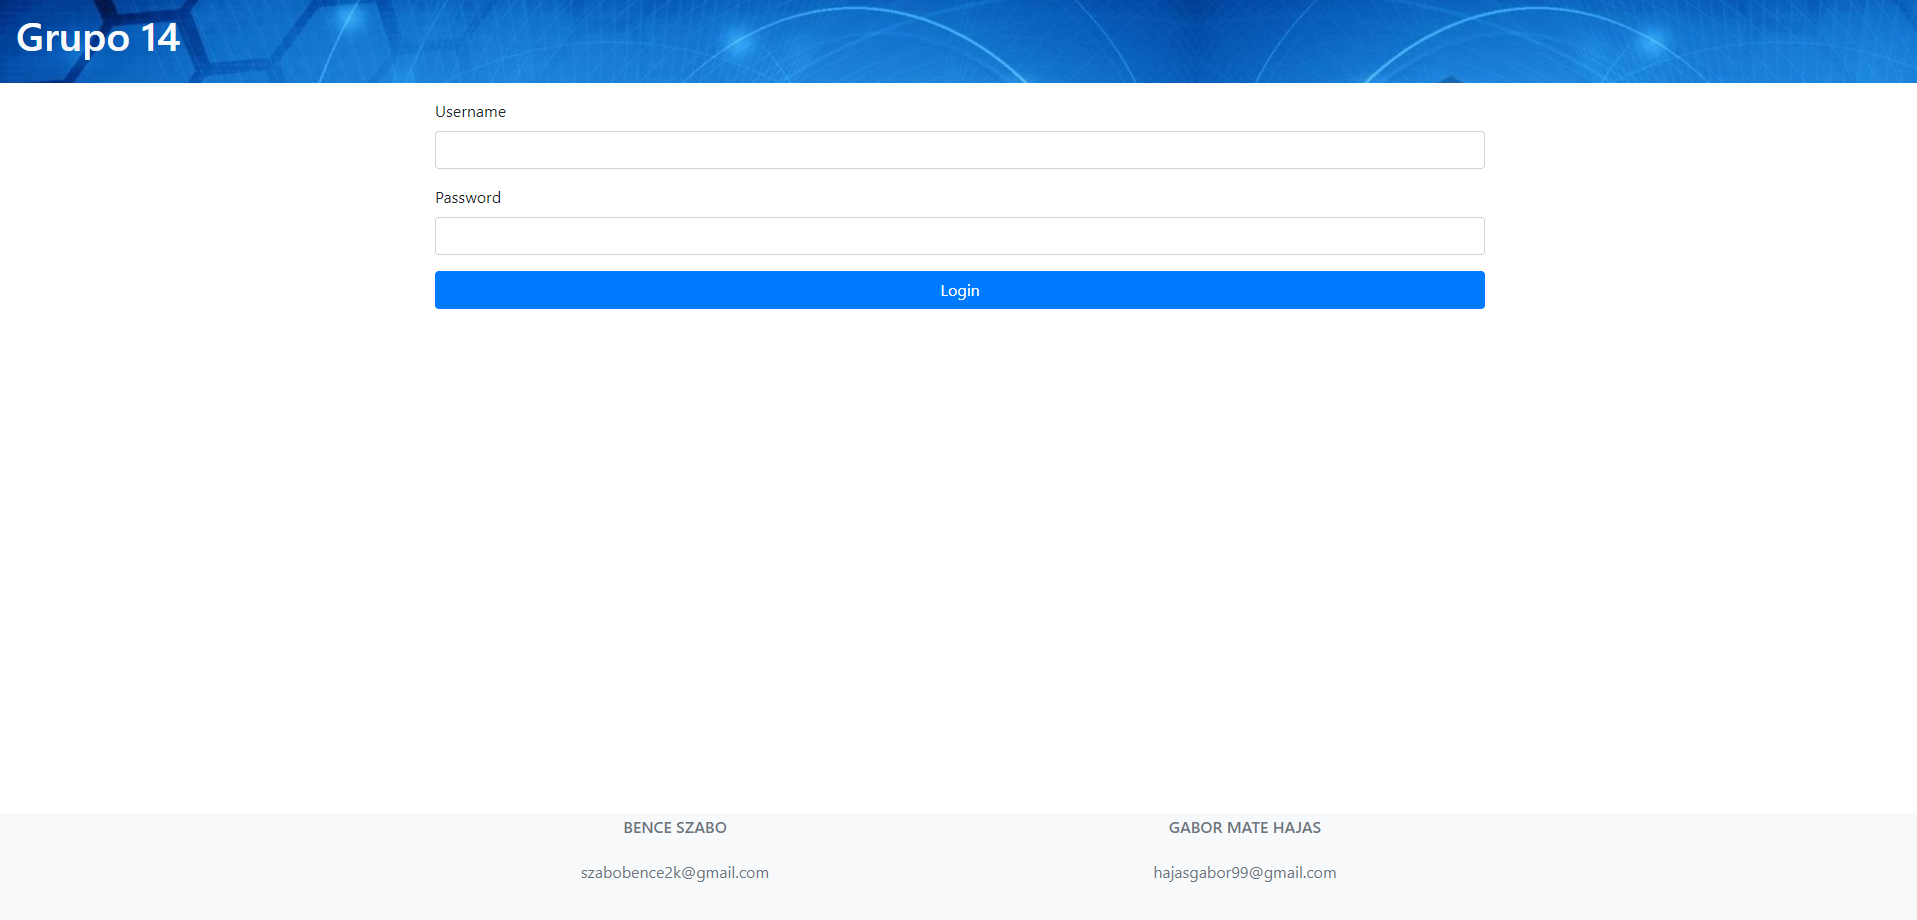 Grupo 14
Username
Password
Login
BENCE SZABO
szabobence2k@gmail.com
GABOR MATE HAJAS
hajasgabor99@gmail.com